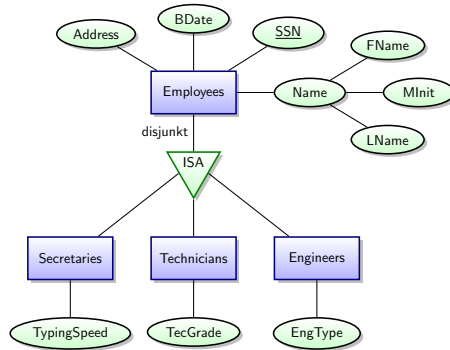 BDate
Address
SSN
FName
Employees
Name
MInit
disjunkt
LName
ISA
Secretaries
Technicians
Engineers
TypingSpeed
TecGrade
EngType